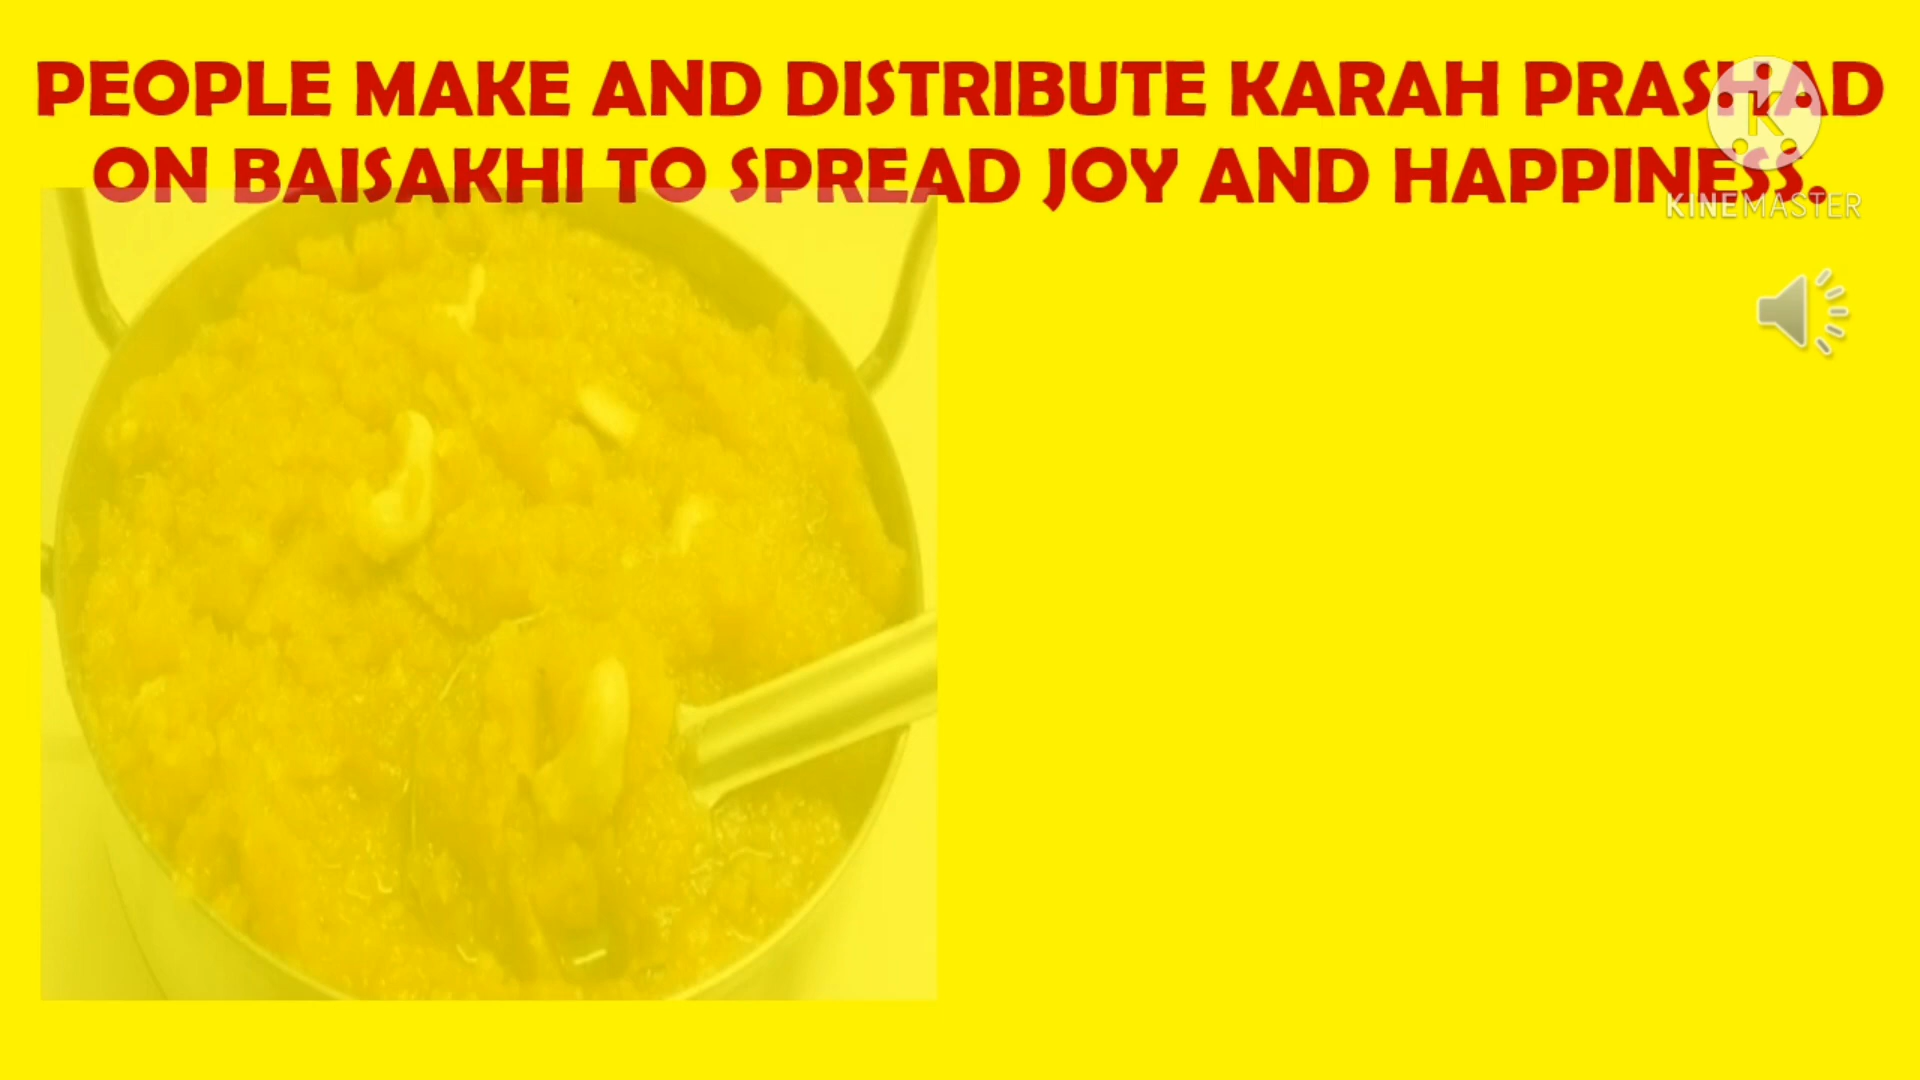 PEOPLE MAKE AND DISTRIBUTE KARAH PRASHAD
ON BAISAKHI TO SPREAD JOY AND HAPPINESS.
K
KINEMASTER